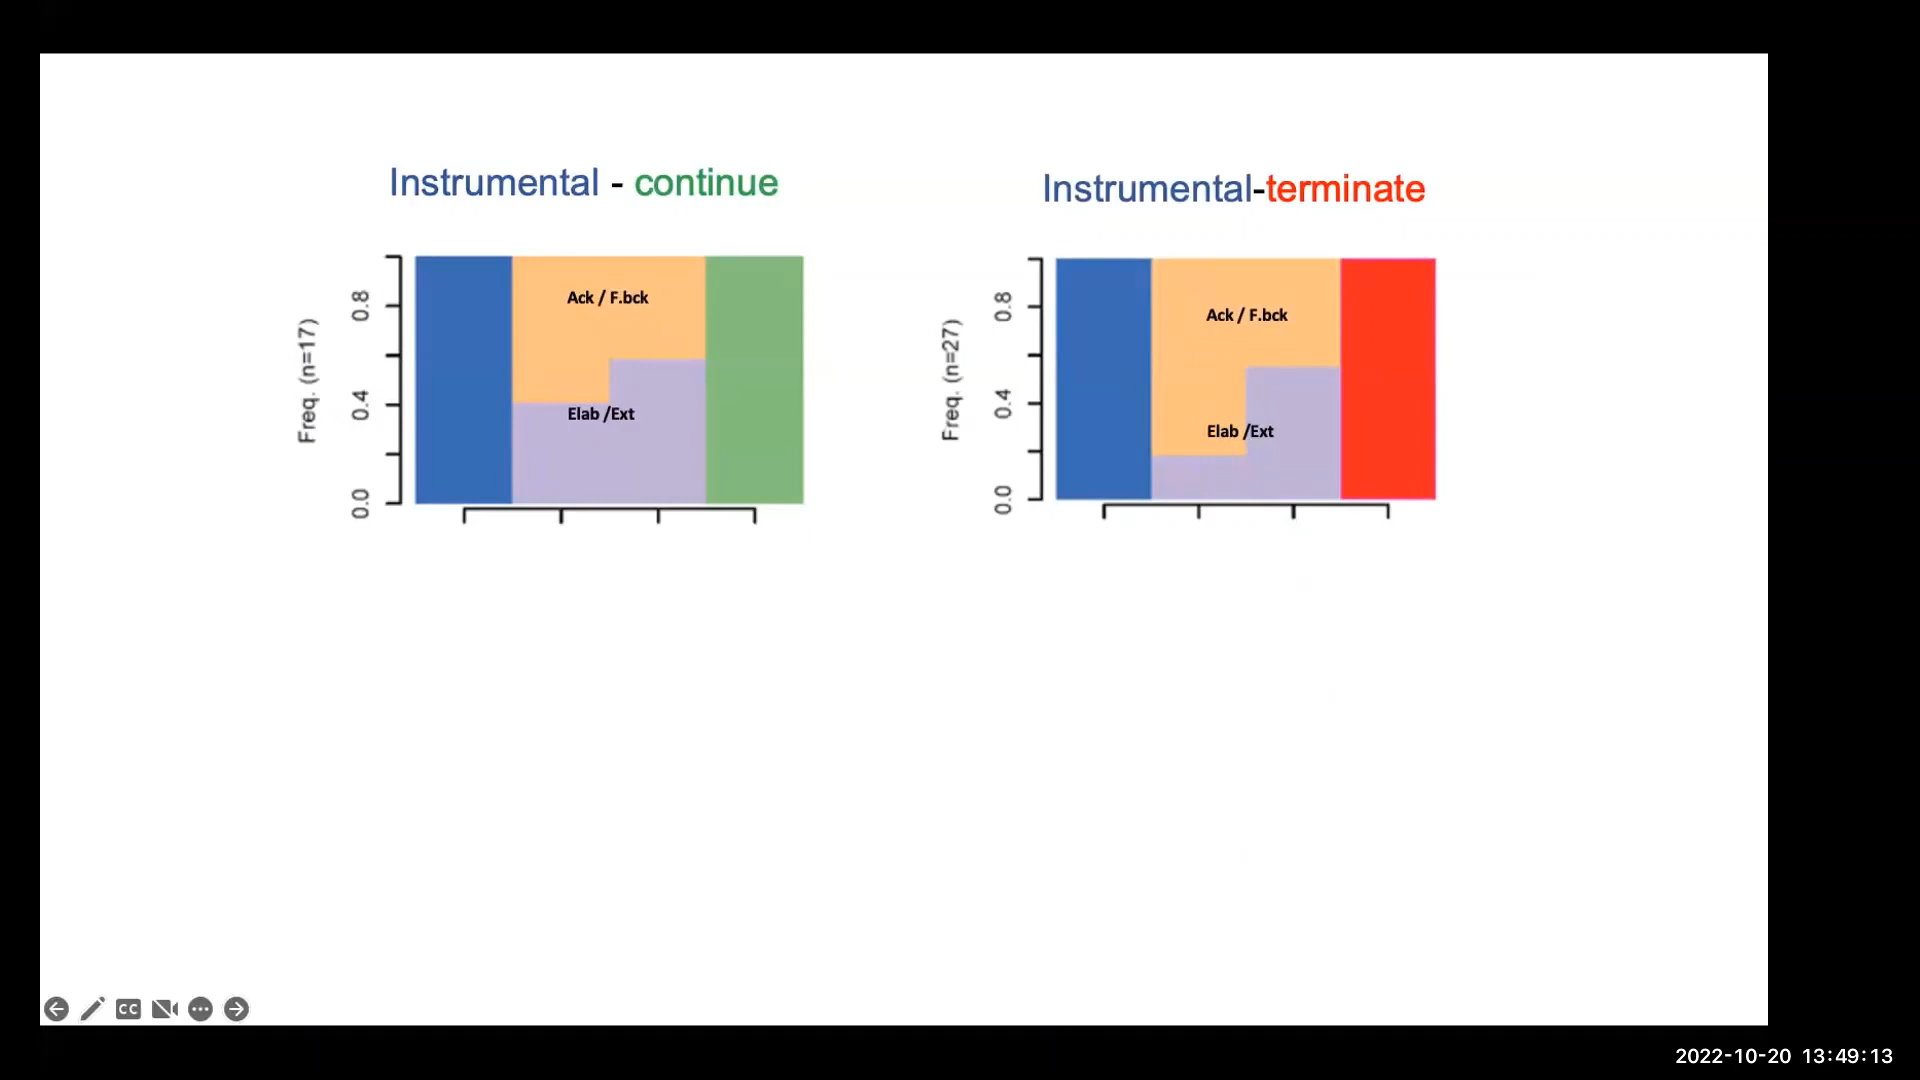 Instrumental - continue
Freq. (n=17)
0.8
0.4
0.0
Ack / F.bck
Elab /Ext
Instrumental-terminate
Freq. (n=27)
0.8
0.4
0.0
Ack / F.bck
Elab /Ext
CC
2022-10-20 13:49:13